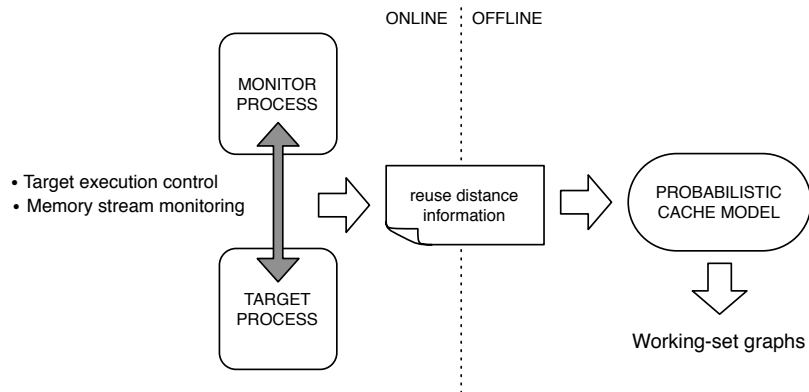 ONLINE
OFFLINE
MONITOR
PROCESS
• Target execution control
• Memory stream monitoring
reuse distance
information
PROBABILISTIC
CACHE MODEL
TARGET
PROCESS
Working-set graphs